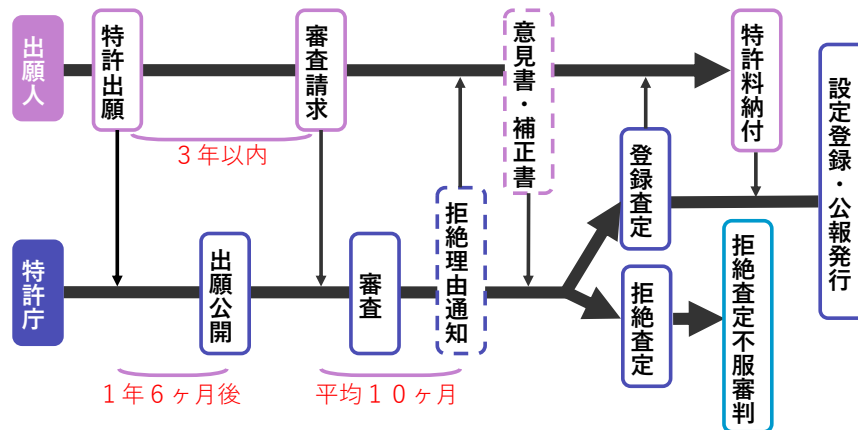 出願人
特許出願
審査請求
意見書・補正書
特許料納付
３年以内
登録査定
設定登録・公報発行
特許庁
出願公開
審査
拒絶理由通知
拒絶査定
拒絶査定不服審判
１年６ヶ月後
平均１０ヶ月